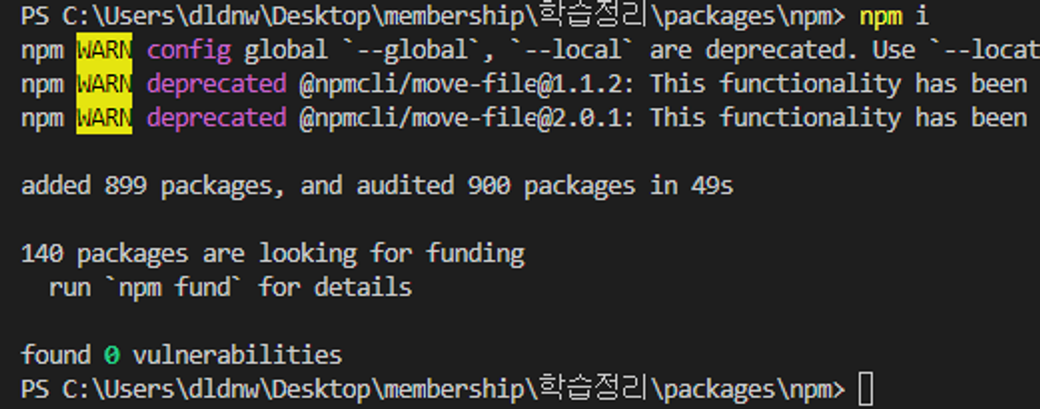 PS C:\Users\dldnw\Desktop\membership\학습정리\packages\npm> npm i
npm WARN config global `--global`, `--local` are deprecated. Use `--locat
npm WARN deprecated @npmcli/move-file@1.1.2: This functionality has been
npm WARN deprecated @npmcli/move-file@2.0.1: This functionality has been
added 899 packages, and audited 900 packages in 49s
140 packages are looking for funding
run `npm fund` for details
found 0 vulnerabilities
PS C:\Users\dldnw\Desktop\membership\학습정리\packages\npm>